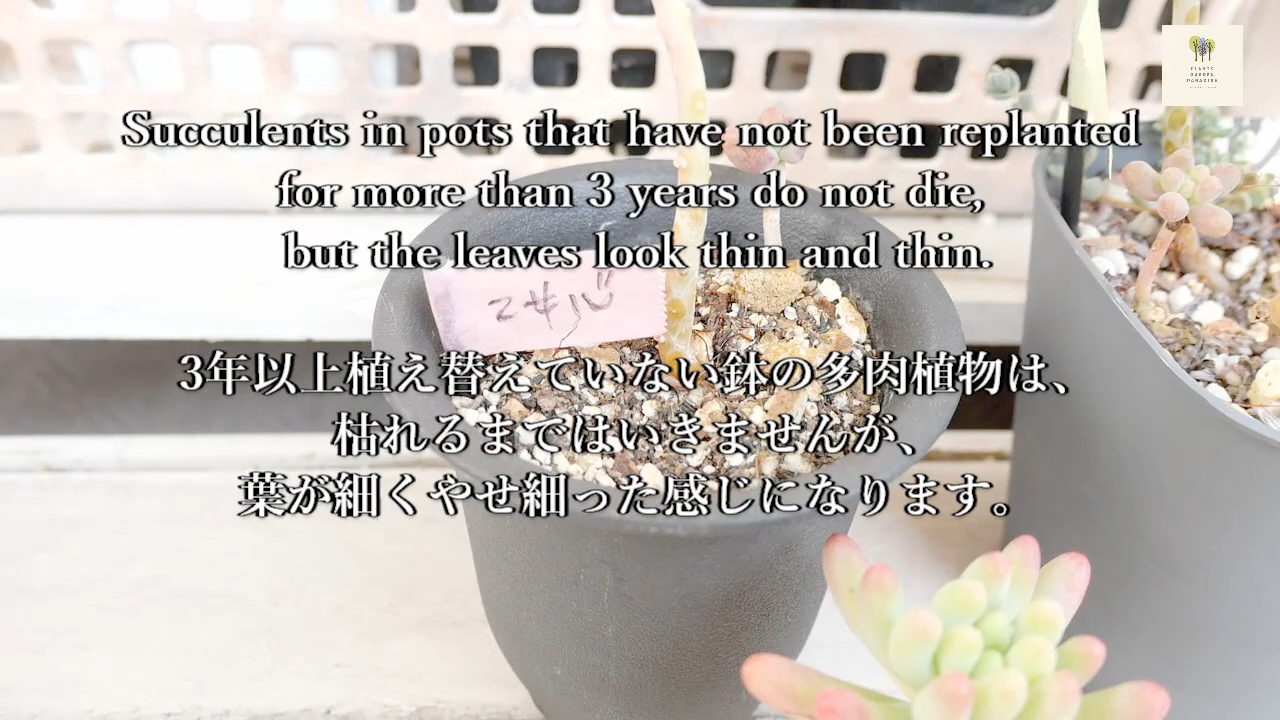 PLANTS
GARDEN
PARADISE
Succulents in pots that have not been replanted
for more than 3 years do not die,
but the leaves look thin and thin.
3年以上植え替えていない鉢の多肉植物は、
枯れるまではいきませんが、
葉が細くやせ細った感じになります。